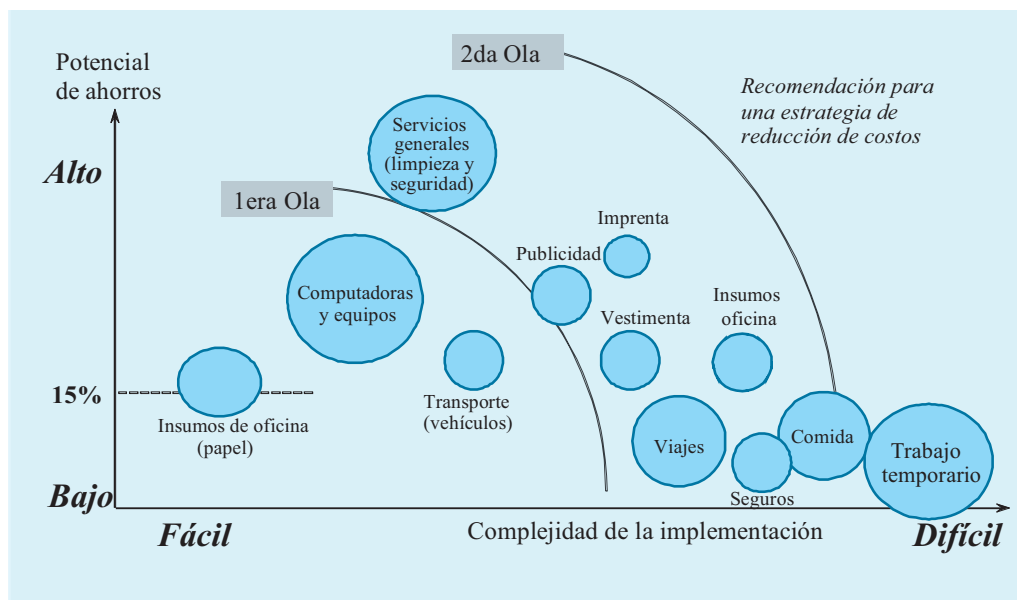 2da Ola
Potencial
de ahorros
Recomendación para
una estrategia de
reducción de costos
Servicios
generales
(limpieza y
seguridad)
Alto
1era Ola
Imprenta
Publicidad
Computadoras
y equipos
Vestimenta
Insumos
oficina
15%
Transporte
(vehículos)
Insumos de oficina
(papel)
Viajes
Comida
Trabajo
temporario
Seguros
Bajo
Fácil
Complejidad de la implementación
Difícil